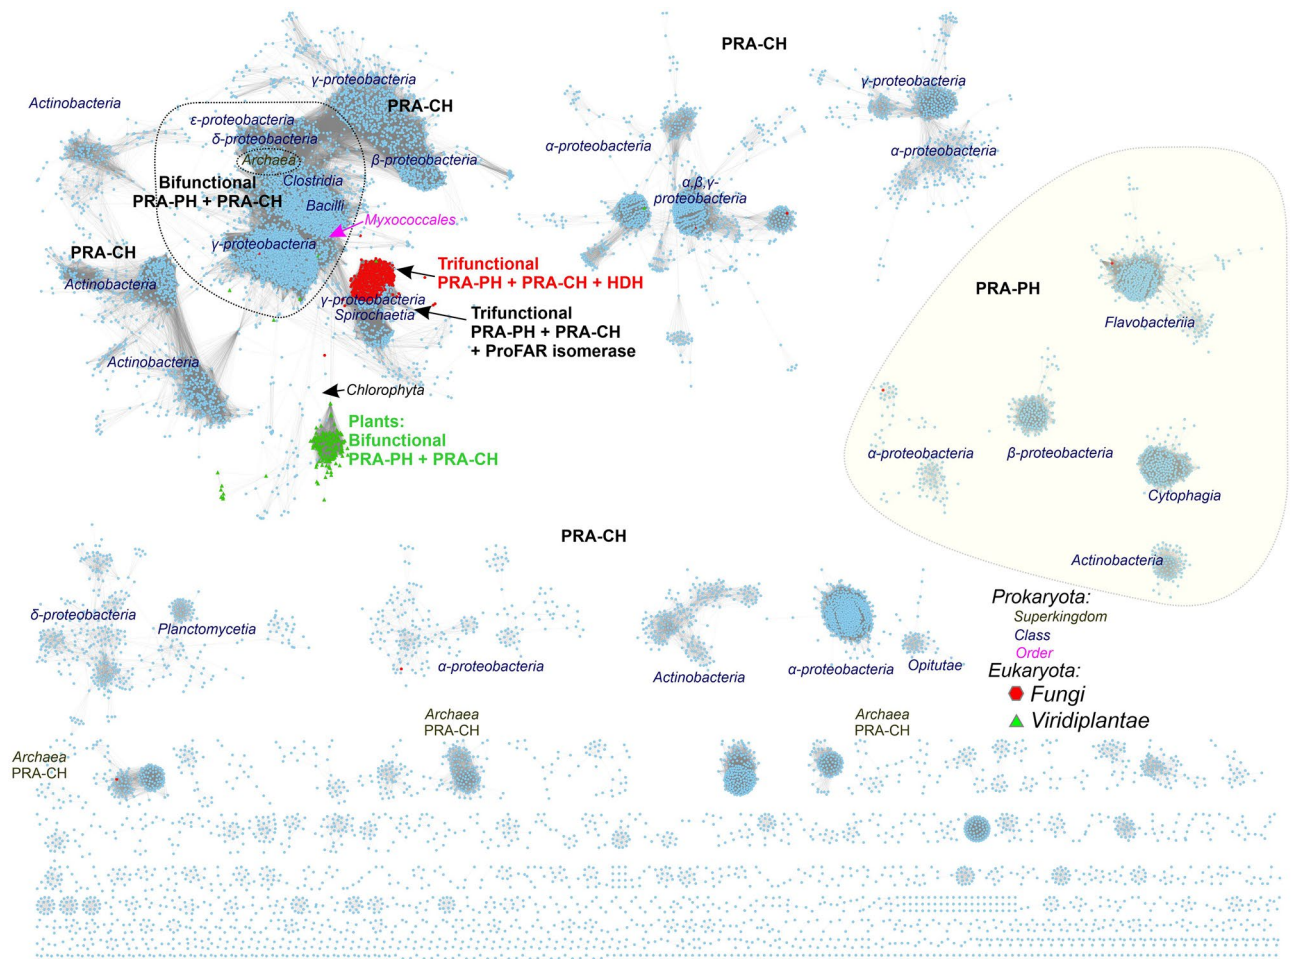 PRA-CH
γ-proteobacteria
Actinobacteria
PRA-CH
ε-proteobacteria
δ-proteobacteria
Archaea
β-proteobacteria
Bifunctional
PRA-PH + PRA-CH
Clostridia
Bacilli
Myxococcales
γ-proteobacteria
PRA-CH
Actinobacteria
Trifunctional
PRA-PH + PRA-CH + HDH
γ-proteobacteria
Spirochaetia
Trifunctional
PRA-PH + PRA-CH
+ ProFAR isomerase
Actinobacteria
Chlorophyta
Plants:
Bifunctional
PRA-PH + PRA-CH
α-proteobacteria
α,β,γ-
proteobacteria
γ-proteobacteria
α-proteobacteria
PRA-PH
Flavobacteriia
α-proteobacteria
β-proteobacteria
Cytophagia
Actinobacteria
PRA-CH
δ-proteobacteria
Planctomycetia
α-proteobacteria
Actinobacteria
α-proteobacteria
Opitutae
Prokaryota:
Superkingdom
Class
Order
Eukaryota:
Fungi
Viridiplantae
Archaea
PRA-CH
Archaea
PRA-CH
Archaea
PRA-CH